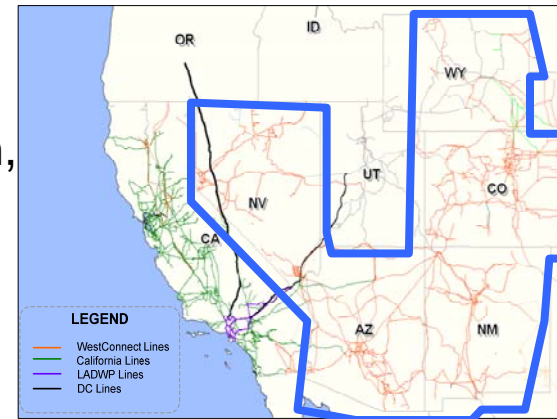 ID
OR
WY
n,
UT
CO
NV
CA
AZ
NM
LEGEND
WestConnect Lines
California Lines
LADWP Lines
DC Lines